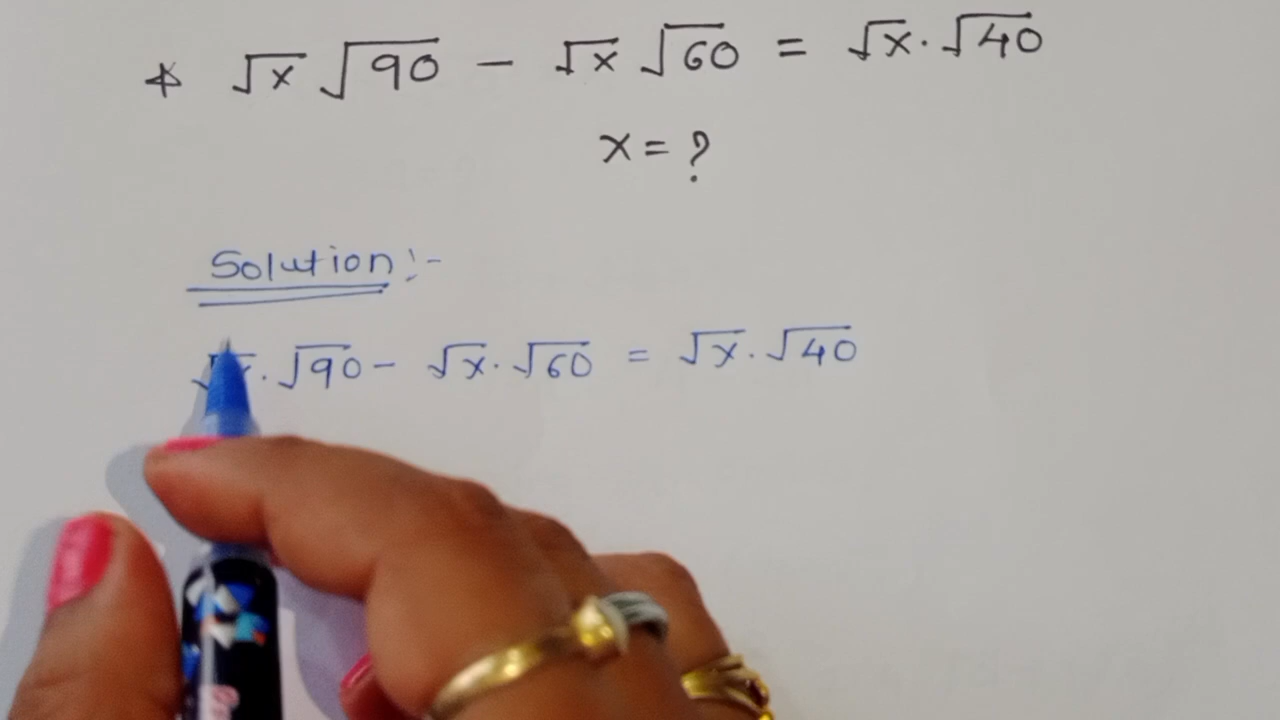 * √x √90 − √x √60 = √x · √40
x = ?
Solution :-
√x · √90 − √x · √60 = √x · √40